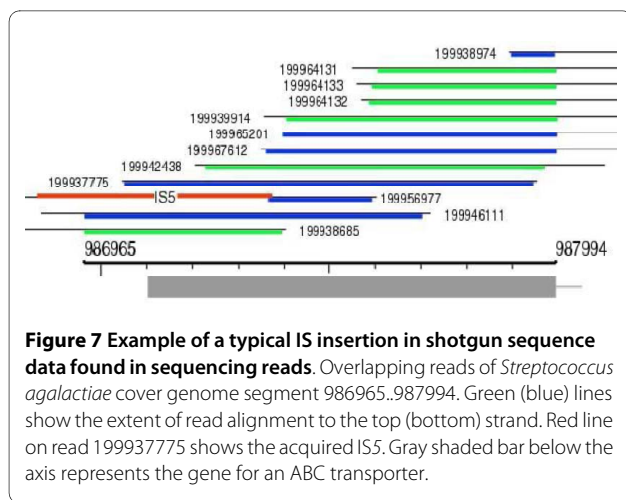 199938974
199964131
199964133
199964132
199939914
199965201
199967612
199942438
199937775
IS5
199956977
199946111
199938685
986965
987994
Figure 7 Example of a typical IS insertion in shotgun sequence
data found in sequencing reads. Overlapping reads of Streptococcus
agalactiae cover genome segment 986965..987994. Green (blue) lines
show the extent of read alignment to the top (bottom) strand. Red line
on read 199937775 shows the acquired IS5. Gray shaded bar below the
axis represents the gene for an ABC transporter.